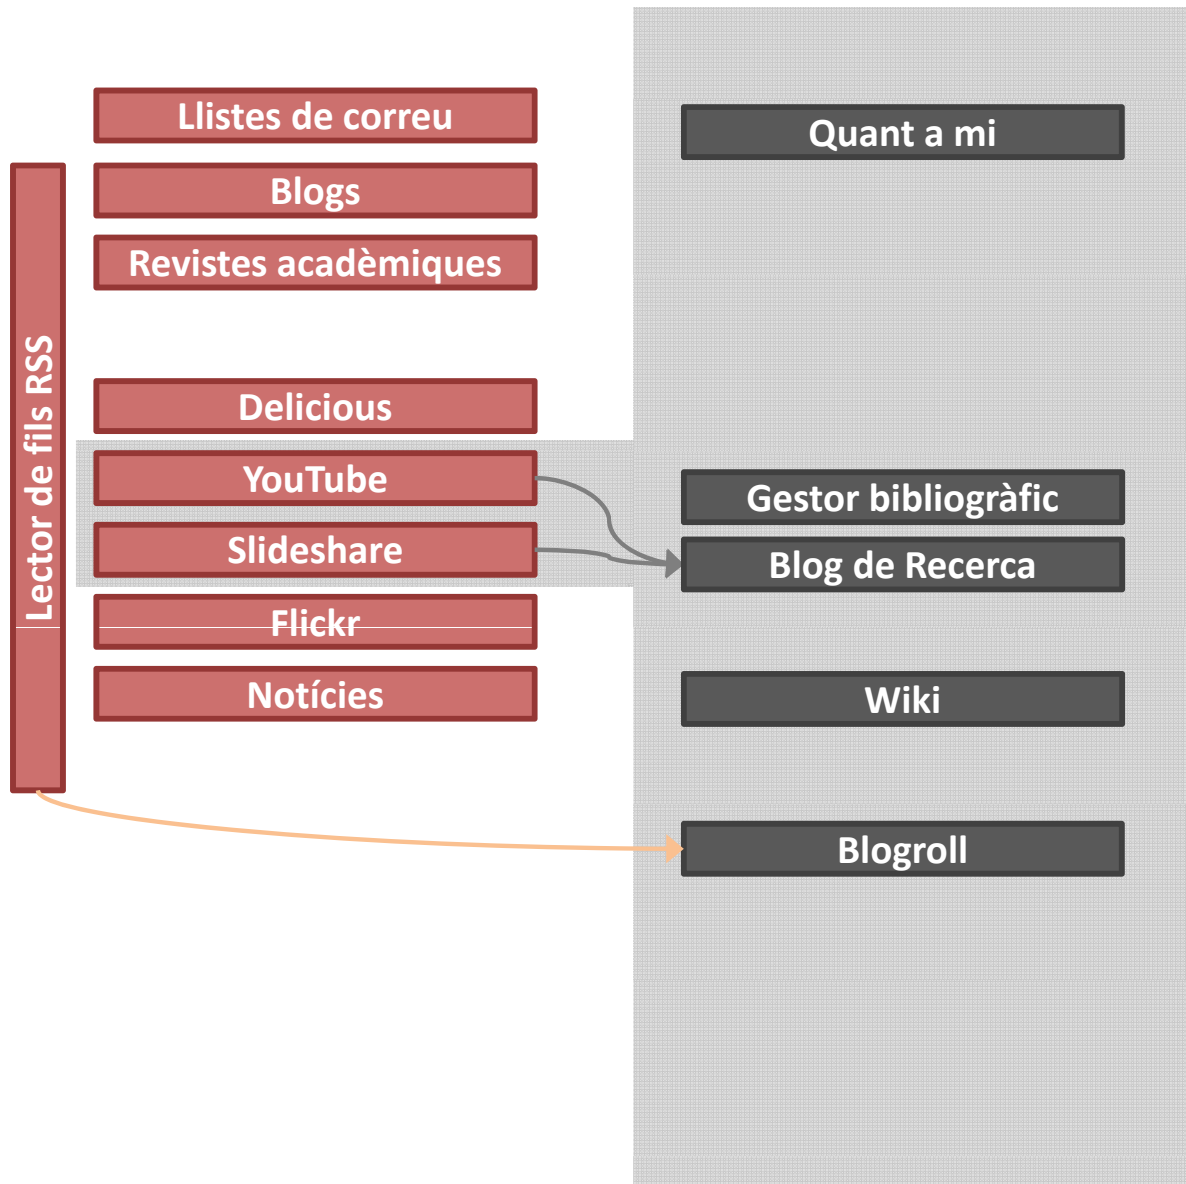 Lector de fils RSS
Llistes de correu
Blogs
Revistes acadèmiques
Delicious
YouTube
Slideshare
Flickr
Notícies
Quant a mi
Gestor bibliogràfic
Blog de Recerca
Wiki
Blogroll